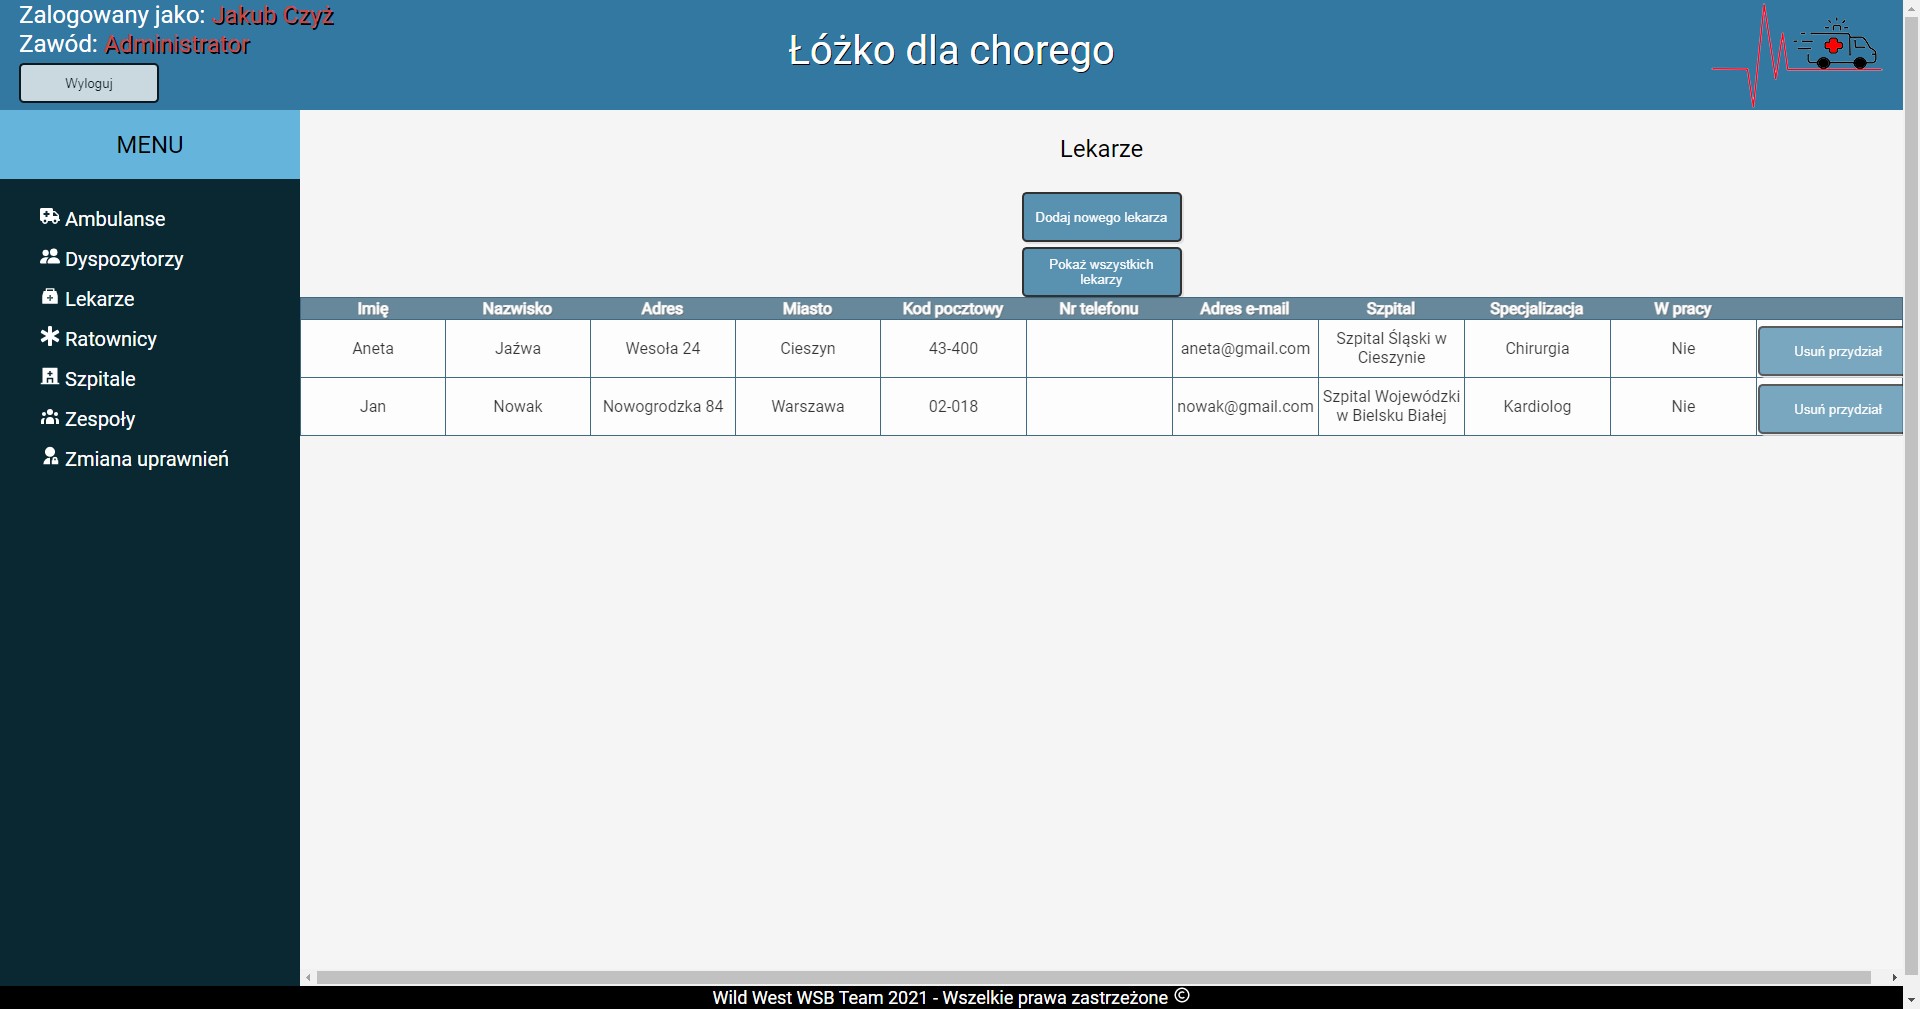 Zalogowany jako: Jakub Czyż
Zawód: Administrator
Wyloguj
Łóżko dla chorego
MENU
Ambulanse
Dyspozytorzy
Lekarze
Ratownicy
Szpitale
Zespoły
Zmiana uprawnień
Lekarze
Dodaj nowego lekarza
Pokaż wszystkich
lekarzy
Imię Nazwisko Adres Miasto Kod pocztowy Nr telefonu Adres e-mail Szpital Specjalizacja W pracy
Aneta Jaźwa Wesoła 24 Cieszyn 43-400 aneta@gmail.com Szpital Śląski w Cieszynie Chirurgia Nie Usuń przydział
Jan Nowak Nowogrodzka 84 Warszawa 02-018 nowak@gmail.com Szpital Wojewódzki w Bielsku Białej Kardiolog Nie Usuń przydział
Wild West WSB Team 2021 - Wszelkie prawa zastrzeżone ©